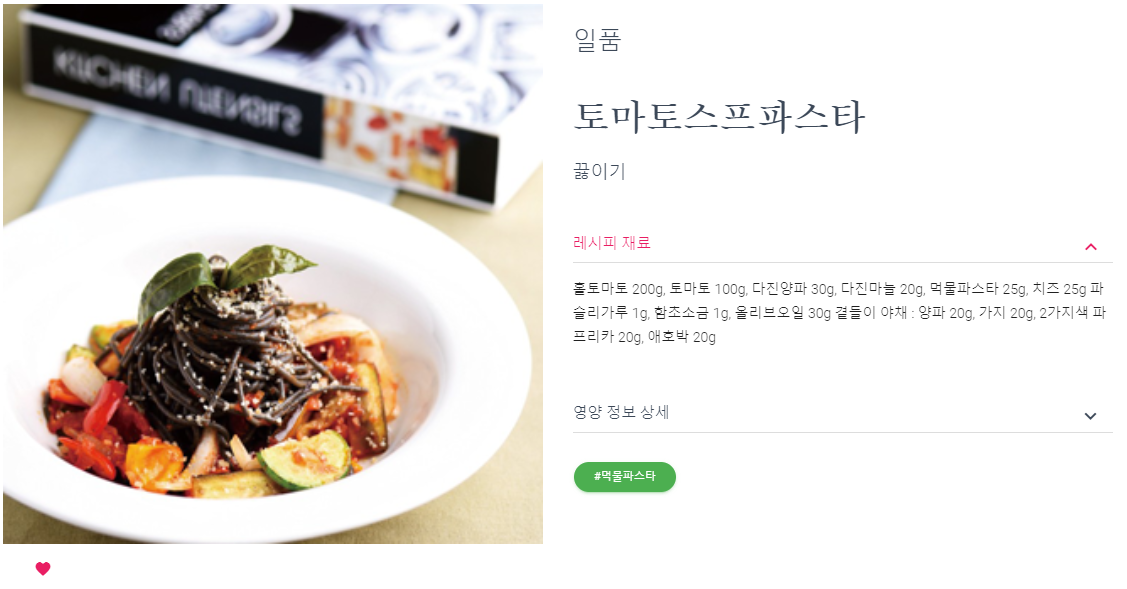 KUCHEN UTENSILS
일품
토마토스프파스타
끓이기
레시피 재료
홀토마토 200g, 토마토 100g, 다진양파 30g, 다진마늘 20g, 먹물파스타 25g, 치즈 25g 파
슬리가루 1g, 함초소금 1g, 올리브오일 30g 곁들이 야채 : 양파 20g, 가지 20g, 2가지색 파
프리카 20g, 애호박 20g
영양 정보 상세
#먹물파스타